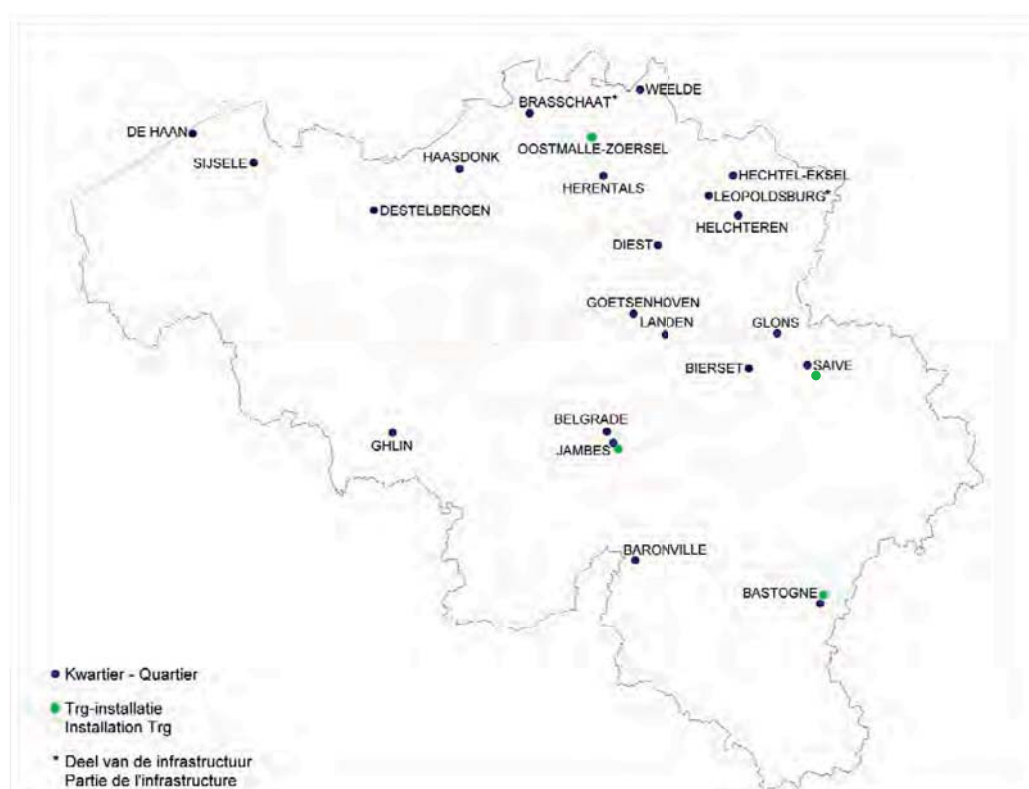 WEELDE
BRASSCHAAT*
DE HAAN
OOSTMALLE-ZOERSEL
SIJSELE
HAASDONK
HECHTEL-EKSEL
HERENTALS
LEOPOLDSBURG*
DESTELBERGEN
HELCHTEREN
DIEST
GOETSENHOVEN
LANDEN
GLONS
BIERSET
SAIVE
BELGRADE
GHLIN
JAMBES
BARONVILLE
BASTOGNE
Kwartier - Quartier
Trg-installatie
Installation Trg
* Deel van de infrastructuur
Partie de l'infrastructure